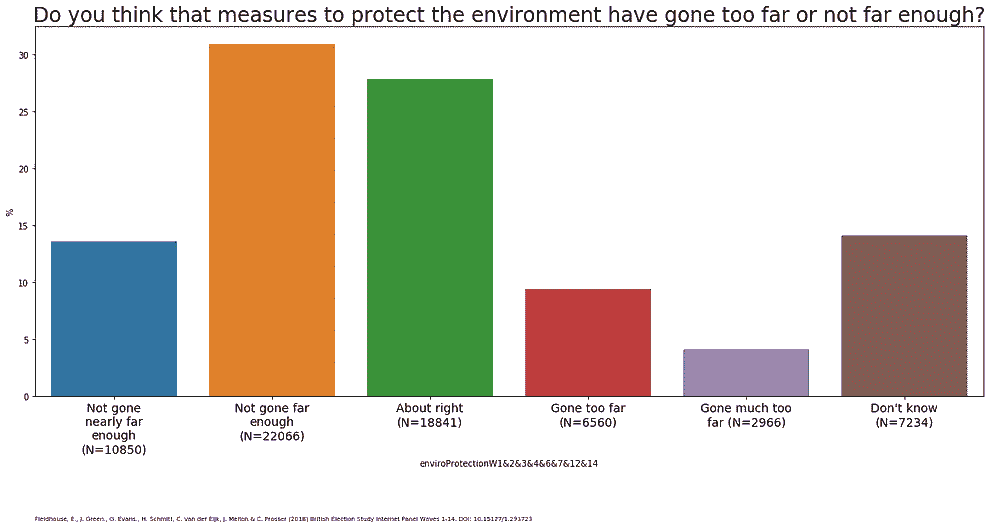 Do you think that measures to protect the environment have gone too far or not far enough?
30
25
20
15
10
5
0
%
Not gone
nearly far
enough
(N=10850)
Not gone far
enough
(N=22066)
About right
(N=18841)
Gone too far
(N=6560)
Gone much too
far (N=2966)
Don't know
(N=7234)
enviroProtectionW1&2&3&4&6&7&12&14
Fieldhouse, E., J. Green., G. Evans., H. Schmitt, C. van der Eijk, J. Mellon & C. Prosser (2018) British Election Study Internet Panel Waves 1-14. DOI: 10.15127/1.293723